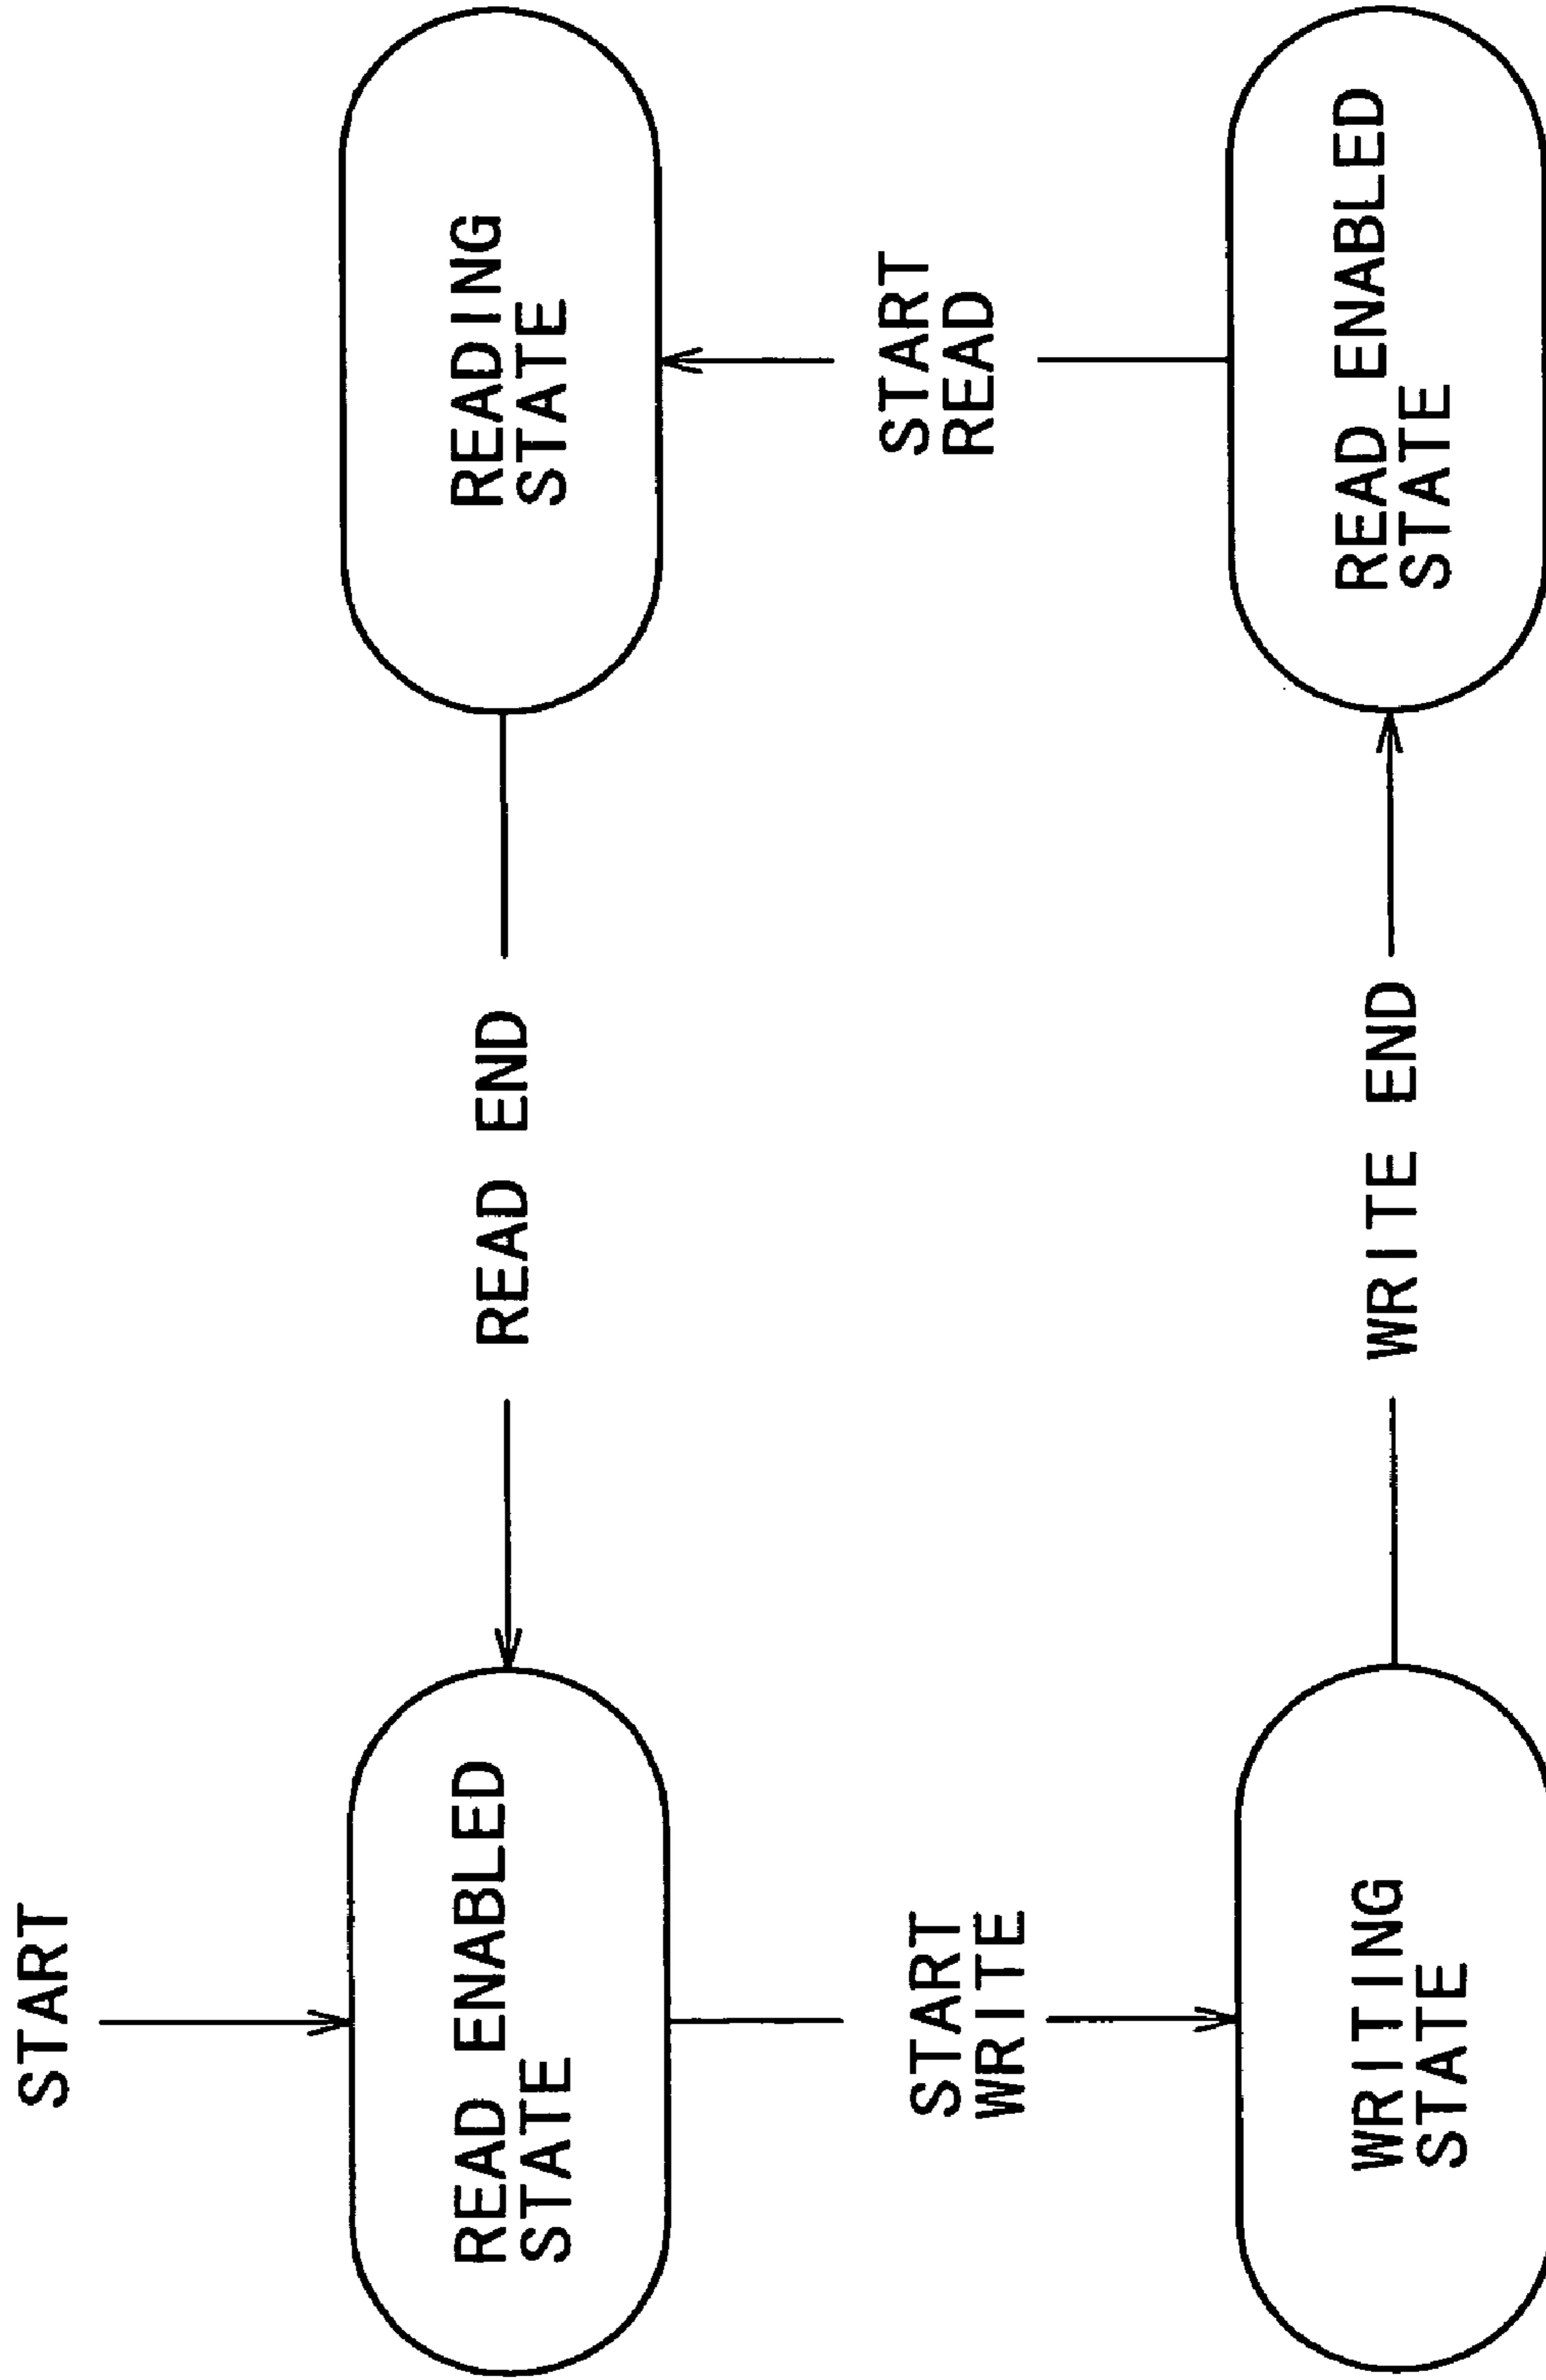 START
READ ENABLED
STATE
READ END
READING
STATE
START
WRITE
START
READ
WRITING
STATE
WRITE END
READ ENABLED
STATE